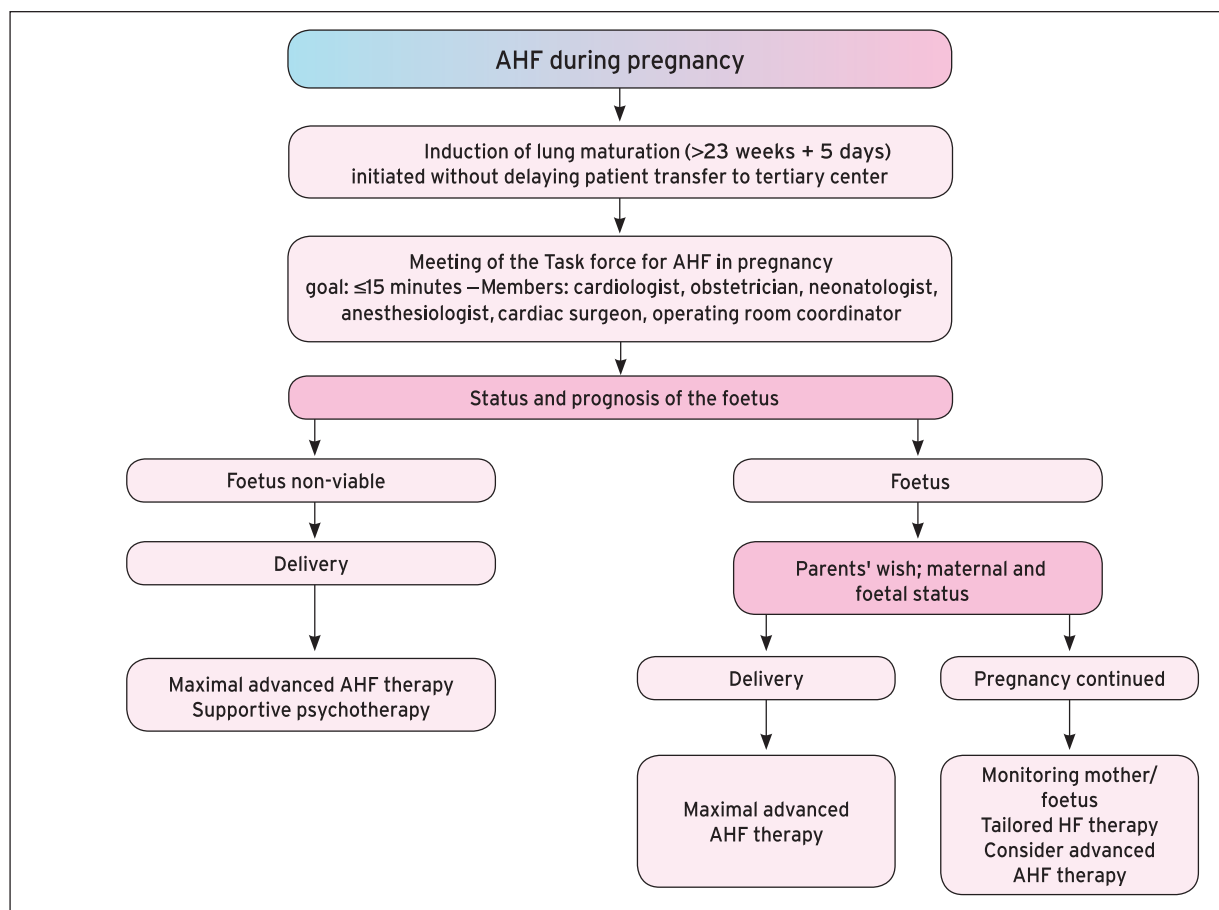 AHF during pregnancy
Induction of lung maturation (>23 weeks + 5 days)
initiated without delaying patient transfer to tertiary center
Meeting of the Task force for AHF in pregnancy
goal: ≤15 minutes —Members: cardiologist, obstetrician, neonatologist,
anesthesiologist, cardiac surgeon, operating room coordinator
Status and prognosis of the foetus
Foetus non-viable
Foetus
Delivery
Parents' wish; maternal and
foetal status
Maximal advanced AHF therapy
Supportive psychotherapy
Delivery
Pregnancy continued
Maximal advanced
AHF therapy
Monitoring mother/
foetus
Tailored HF therapy
Consider advanced
AHF therapy